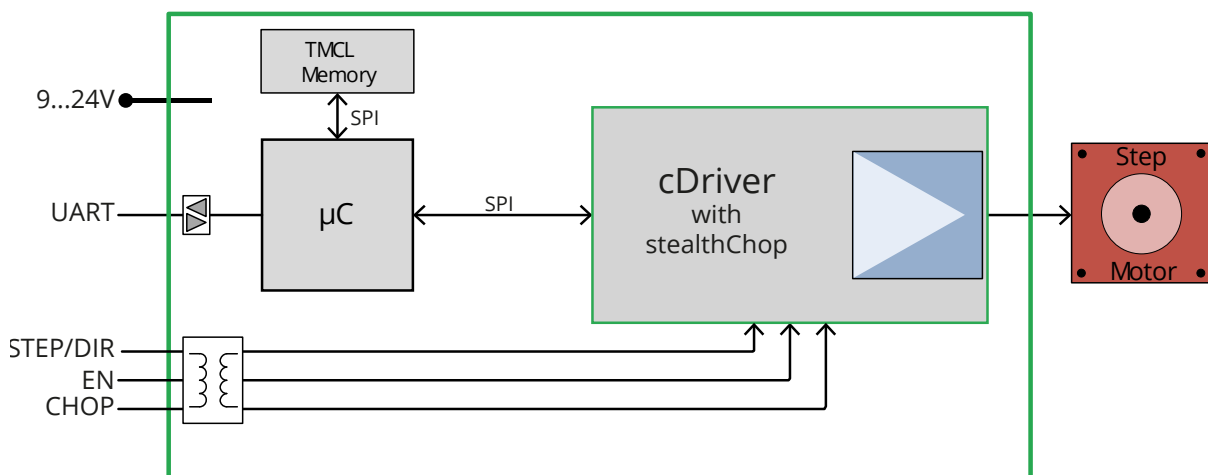 TMCL
Memory
9...24V
SPI
UART
µC
SPI
cDriver
with
stealthChop
Step
Motor
STEP/DIR
EN
CHOP